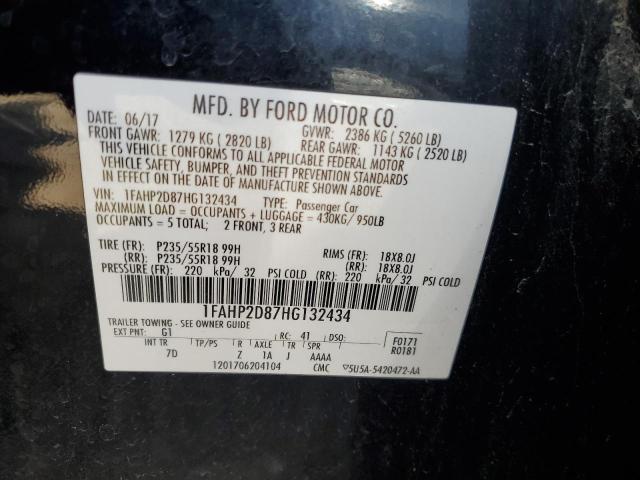 MFD. BY FORD MOTOR CO.
DATE: 06/17 GVWR: 2386 KG ( 5260 LB)
FRONT GAWR: 1279 KG ( 2820 LB) REAR GAWR: 1143 KG ( 2520 LB)
THIS VEHICLE CONFORMS TO ALL APPLICABLE FEDERAL MOTOR
VEHICLE SAFETY, BUMPER, AND THEFT PREVENTION STANDARDS
IN EFFECT ON THE DATE OF MANUFACTURE SHOWN ABOVE.
VIN: 1FAHP2D87HG132434 TYPE: Passenger Car
MAXIMUM LOAD = OCCUPANTS + LUGGAGE = 430KG/ 950LB
OCCUPANTS = 5 TOTAL; 2 FRONT, 3 REAR
TIRE (FR): P235/55R18 99H RIMS (FR): 18X8.0J
(RR): P235/55R18 99H (RR): 18X8.0J
PRESSURE (FR): 220 kPa/ 32 PSI COLD (RR): 220 kPa/ 32 PSI COLD
1FAHP2D87HG132434
TRAILER TOWING - SEE OWNER GUIDE
EXT PNT: G1 RC: 41 DSO: F0171
INT TR TP/PS R AXLE TR SPR R0181
7D Z 1A J AAAA
1201706204104 CMC 5U5A-5420472-AA